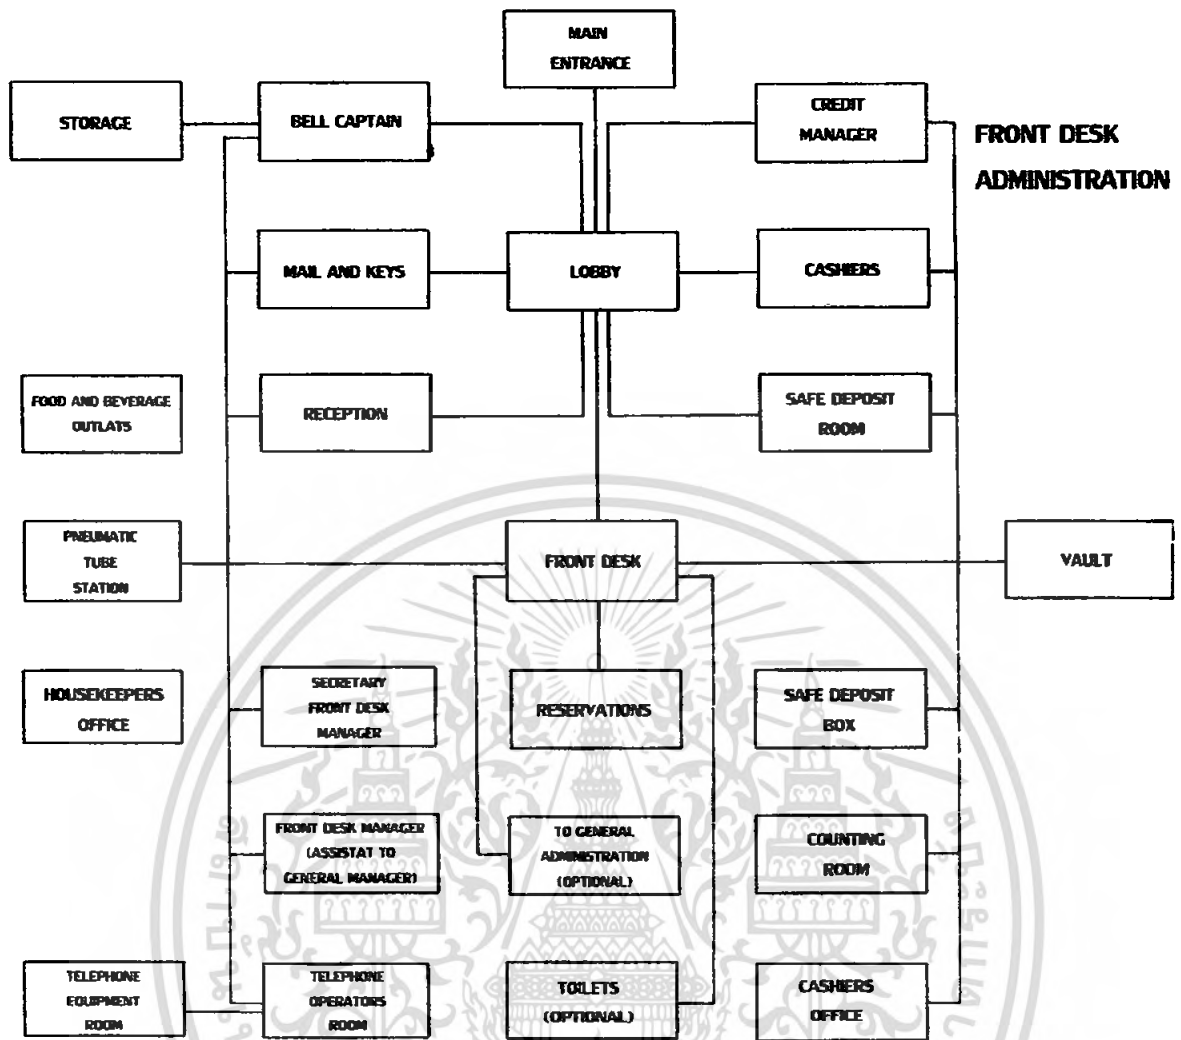 MAIN
ENTRANCE
STORAGE
BELL CAPTAIN
CREDIT
MANAGER
FRONT DESK
ADMINISTRATION
MAIL AND KEYS
LOBBY
CASHIERS
FOOD AND BEVERAGE
OUTLATS
RECEPTION
SAFE DEPOSIT
ROOM
PNEUMATIC
TUBE
STATION
FRONT DESK
VAULT
HOUSEKEEPERS
OFFICE
SECRETARY
FRONT DESK
MANAGER
RESERVATIONS
SAFE DEPOSIT
BOX
FRONT DESK MANAGER
(ASSISTAT TO
GENERAL MANAGER)
TO GENERAL
ADMINISTRATION
(OPTIONAL)
COUNTING
ROOM
TELEPHONE
EQUIPMENT
ROOM
TELEPHONE
OPERATORS
ROOM
TOILETS
(OPTIONAL)
CASHIERS
OFFICE